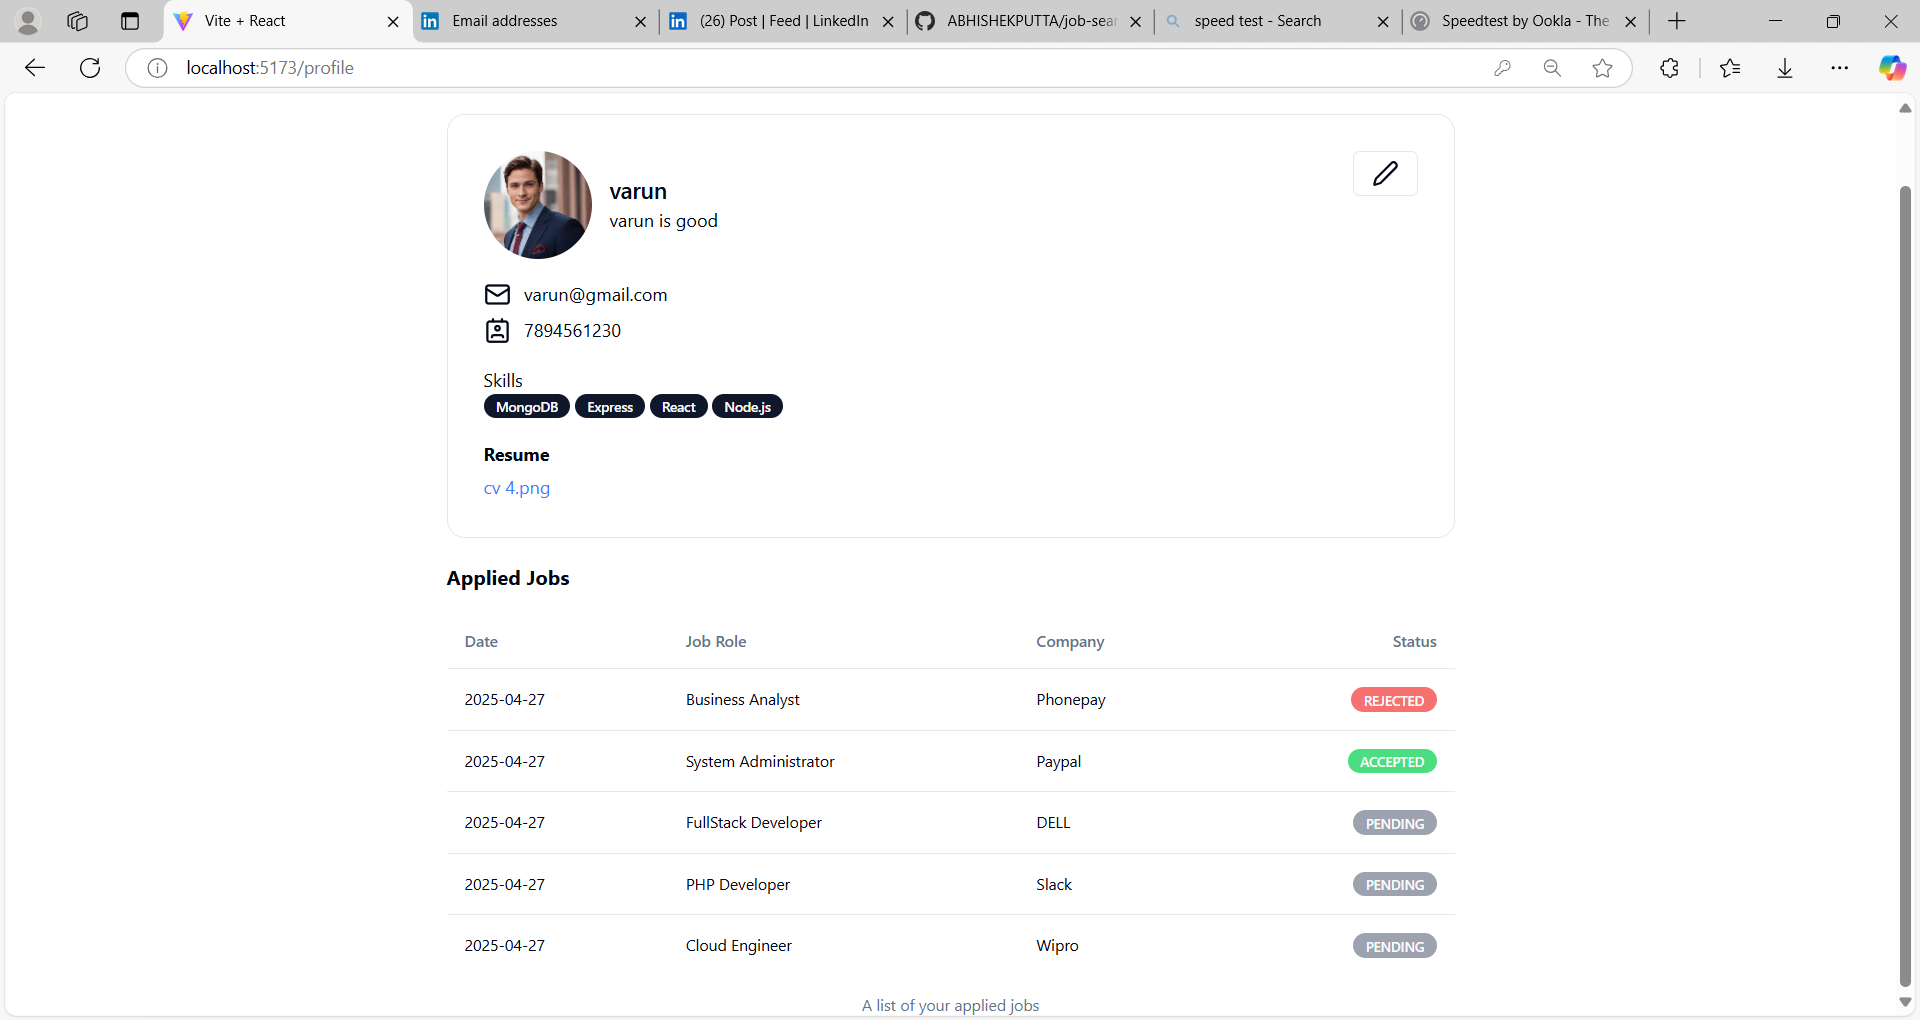 Vite + React
Email addresses
(26) Post | Feed | LinkedIn
ABHISHEKPUTTA/job-sear
speed test - Search
Speedtest by Ookla - The
localhost:5173/profile
varun
varun is good
varun@gmail.com
7894561230
Skills
MongoDB Express React Node.js
Resume
cv 4.png
Applied Jobs
Date Job Role Company Status
2025-04-27 Business Analyst Phonepay REJECTED
2025-04-27 System Administrator Paypal ACCEPTED
2025-04-27 FullStack Developer DELL PENDING
2025-04-27 PHP Developer Slack PENDING
2025-04-27 Cloud Engineer Wipro PENDING
A list of your applied jobs